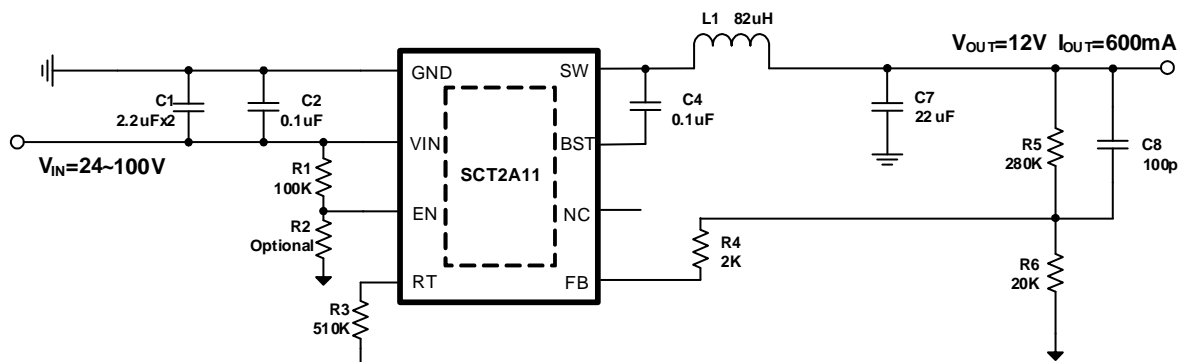 L1 82uH
VOUT=12V IOUT=600mA
GND
SW
C1
2.2uFx2
C2
0.1uF
C4
0.1uF
C7
22uF
R5
280K
C8
100p
VIN
BST
VIN=24~100V
R1
100K
SCT2A11
EN
NC
R2
Optional
R4
2K
RT
FB
R6
20K
R3
510K